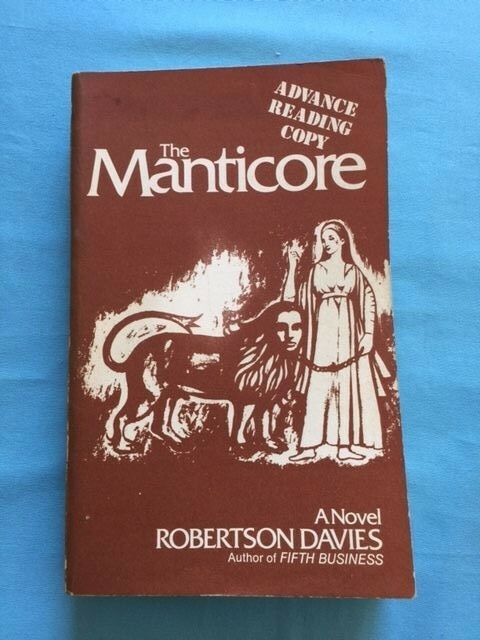 ADVANCE
READING
COPY
The
Manticore
A Novel
ROBERTSON DAVIES
Author of FIFTH BUSINESS